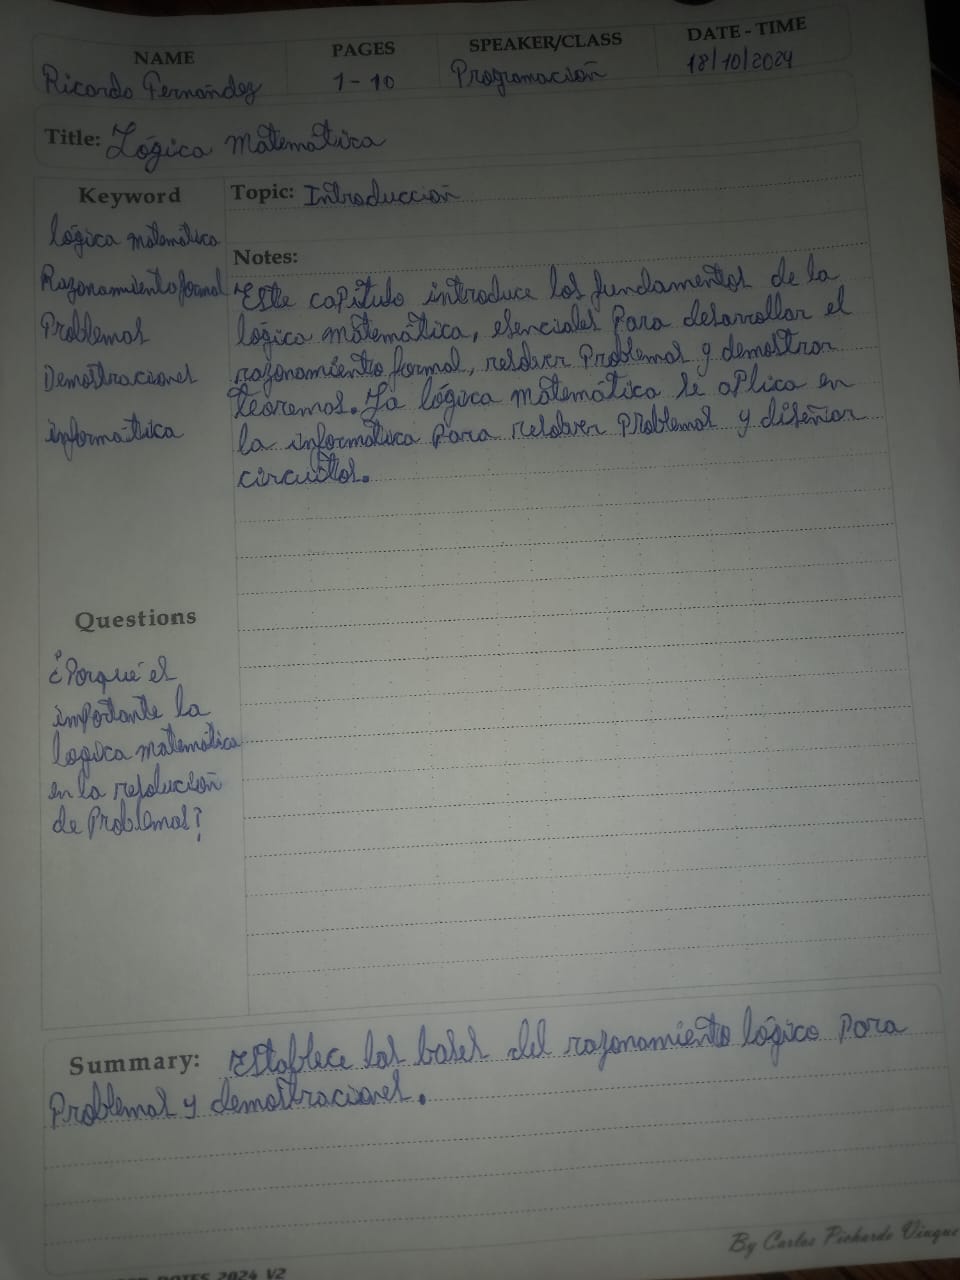 NAME PAGES SPEAKER/CLASS DATE - TIME
Ricardo Fernández 1-10 Programación 18/10/2024
Title: Lógica matemática
Keyword
lógica matemática
Razonamiento formal
Problemas
Demostraciones
informática
Topic: Introducción
Notes:
Este capítulo introduce los fundamentos de la
lógica matemática, esenciales para desarrollar el
razonamiento formal, resolver problemas y demostrar
teoremas. La lógica matemática se aplica en
la informática para resolver problemas y diseñar
circuitos.
Questions
¿Porqué es
importante la
logica matemática
en la resolución
de Problemas?
Summary: Establece las bases del razonamiento lógico para
Problemas y demostraciones.
By Carlos Pichardo Viuque
NOTES 2024 V2